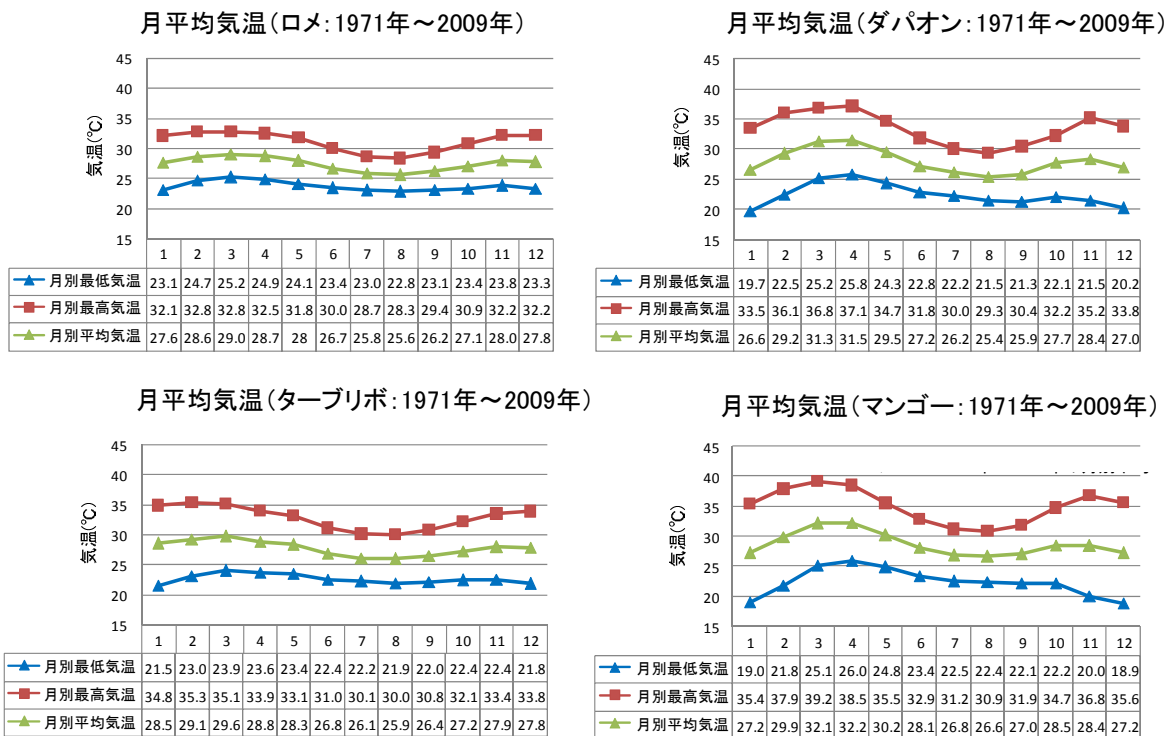 月平均気温(ロメ:1971年～2009年)
45
40
35
30
25
20
15
気温(℃)
1 2 3 4 5 6 7 8 9 10 11 12
月別最低気温 23.1 24.7 25.2 24.9 24.1 23.4 23.0 22.8 23.1 23.4 23.8 23.3
月別最高気温 32.1 32.8 32.8 32.5 31.8 30.0 28.7 28.3 29.4 30.9 32.2 32.2
月別平均気温 27.6 28.6 29.0 28.7 28 26.7 25.8 25.6 26.2 27.1 28.0 27.8
月平均気温(ダパオン:1971年～2009年)
45
40
35
30
25
20
15
気温(℃)
1 2 3 4 5 6 7 8 9 10 11 12
月別最低気温 19.7 22.5 25.2 25.8 24.3 22.8 22.2 21.5 21.3 22.1 21.5 20.2
月別最高気温 33.5 36.1 36.8 37.1 34.7 31.8 30.0 29.3 30.4 32.2 35.2 33.8
月別平均気温 26.6 29.2 31.3 31.5 29.5 27.2 26.2 25.4 25.9 27.7 28.4 27.0
月平均気温(ターブリボ:1971年～2009年)
45
40
35
30
25
20
15
気温(℃)
1 2 3 4 5 6 7 8 9 10 11 12
月別最低気温 21.5 23.0 23.9 23.6 23.4 22.4 22.2 21.9 22.0 22.4 22.4 21.8
月別最高気温 34.8 35.3 35.1 33.9 33.1 31.0 30.1 30.0 30.8 32.1 33.4 33.8
月別平均気温 28.5 29.1 29.6 28.8 28.3 26.8 26.1 25.9 26.4 27.2 27.9 27.8
月平均気温(マンゴー:1971年～2009年)
45
40
35
30
25
20
15
気温(℃)
1 2 3 4 5 6 7 8 9 10 11 12
月別最低気温 19.0 21.8 25.1 26.0 24.8 23.4 22.5 22.4 22.1 22.2 20.0 18.9
月別最高気温 35.4 37.9 39.2 38.5 35.5 32.9 31.2 30.9 31.9 34.7 36.8 35.6
月別平均気温 27.2 29.9 32.1 32.2 30.2 28.1 26.8 26.6 27.0 28.5 28.4 27.2